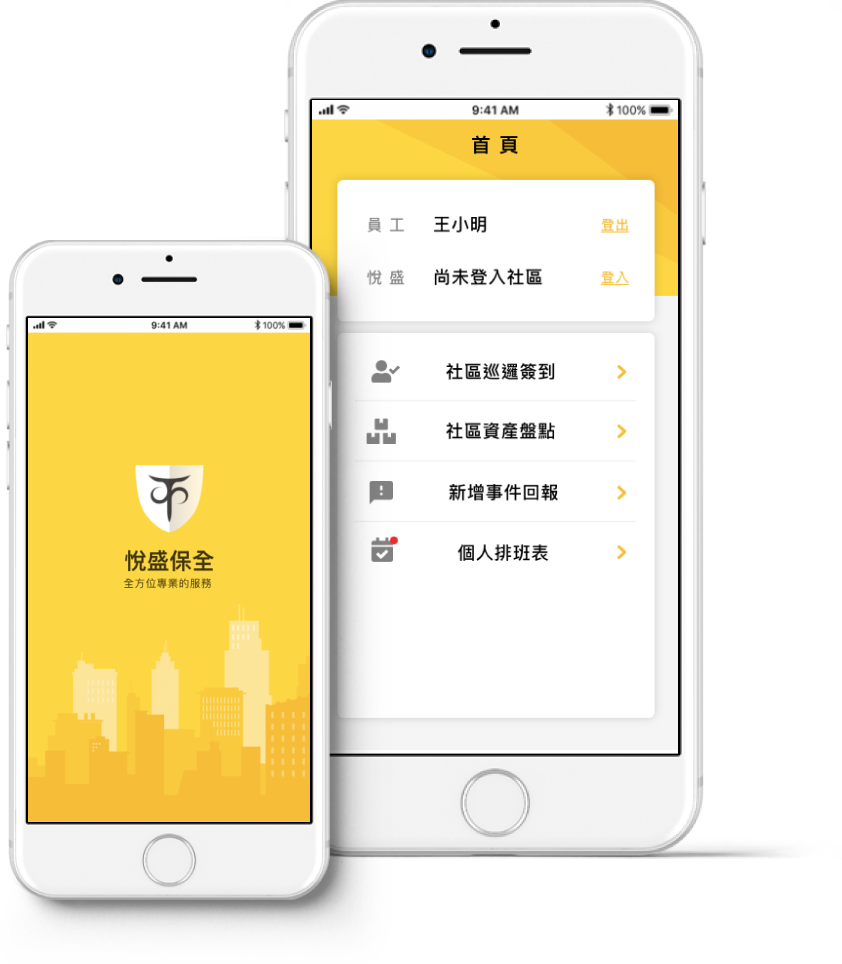 9:41 AM
100%
首頁
員工 王小明 登出
悅盛 尚未登入社區 登入
社區巡邏簽到
社區資產盤點
新增事件回報
個人排班表
9:41 AM
100%
悅盛保全
全方位專業的服務